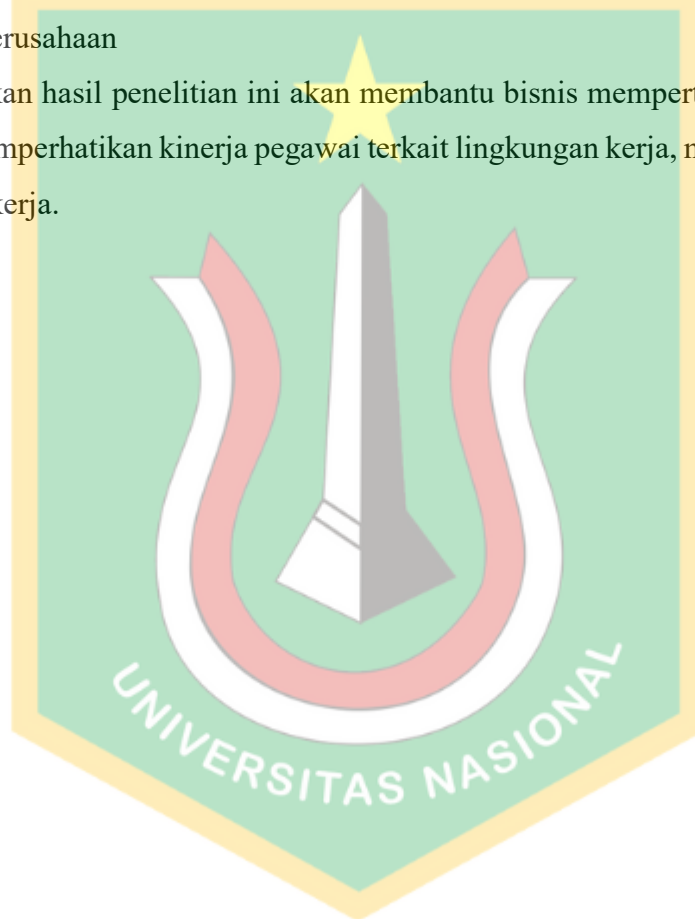 erusahaan
kan hasil penelitian ini akan membantu bisnis mempert
mperhatikan kinerja pegawai terkait lingkungan kerja, m
kerja.
UNIVERSITAS NASIONAL